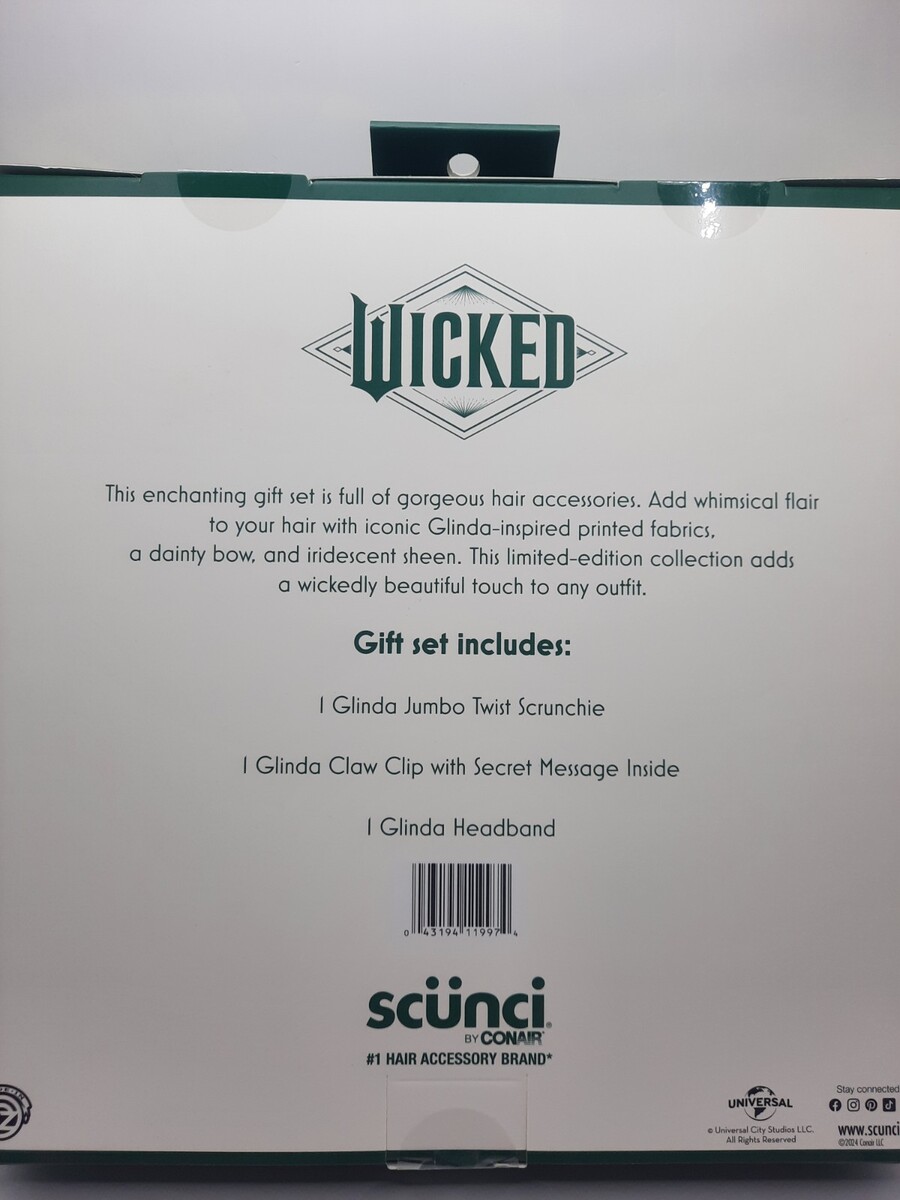 WICKED
This enchanting gift set is full of gorgeous hair accessories. Add whimsical flair
to your hair with iconic Glinda-inspired printed fabrics,
a dainty bow, and iridescent sheen. This limited-edition collection adds
a wickedly beautiful touch to any outfit.
Gift set includes:
1 Glinda Jumbo Twist Scrunchie
1 Glinda Claw Clip with Secret Message Inside
1 Glinda Headband
0 43194 11997 4
scünci®
BY CONAIR®
#1 HAIR ACCESSORY BRAND*
UNIVERSAL
© Universal City Studios LLC.
All Rights Reserved
Stay connected
www.scunci
©2024 Conair LLC